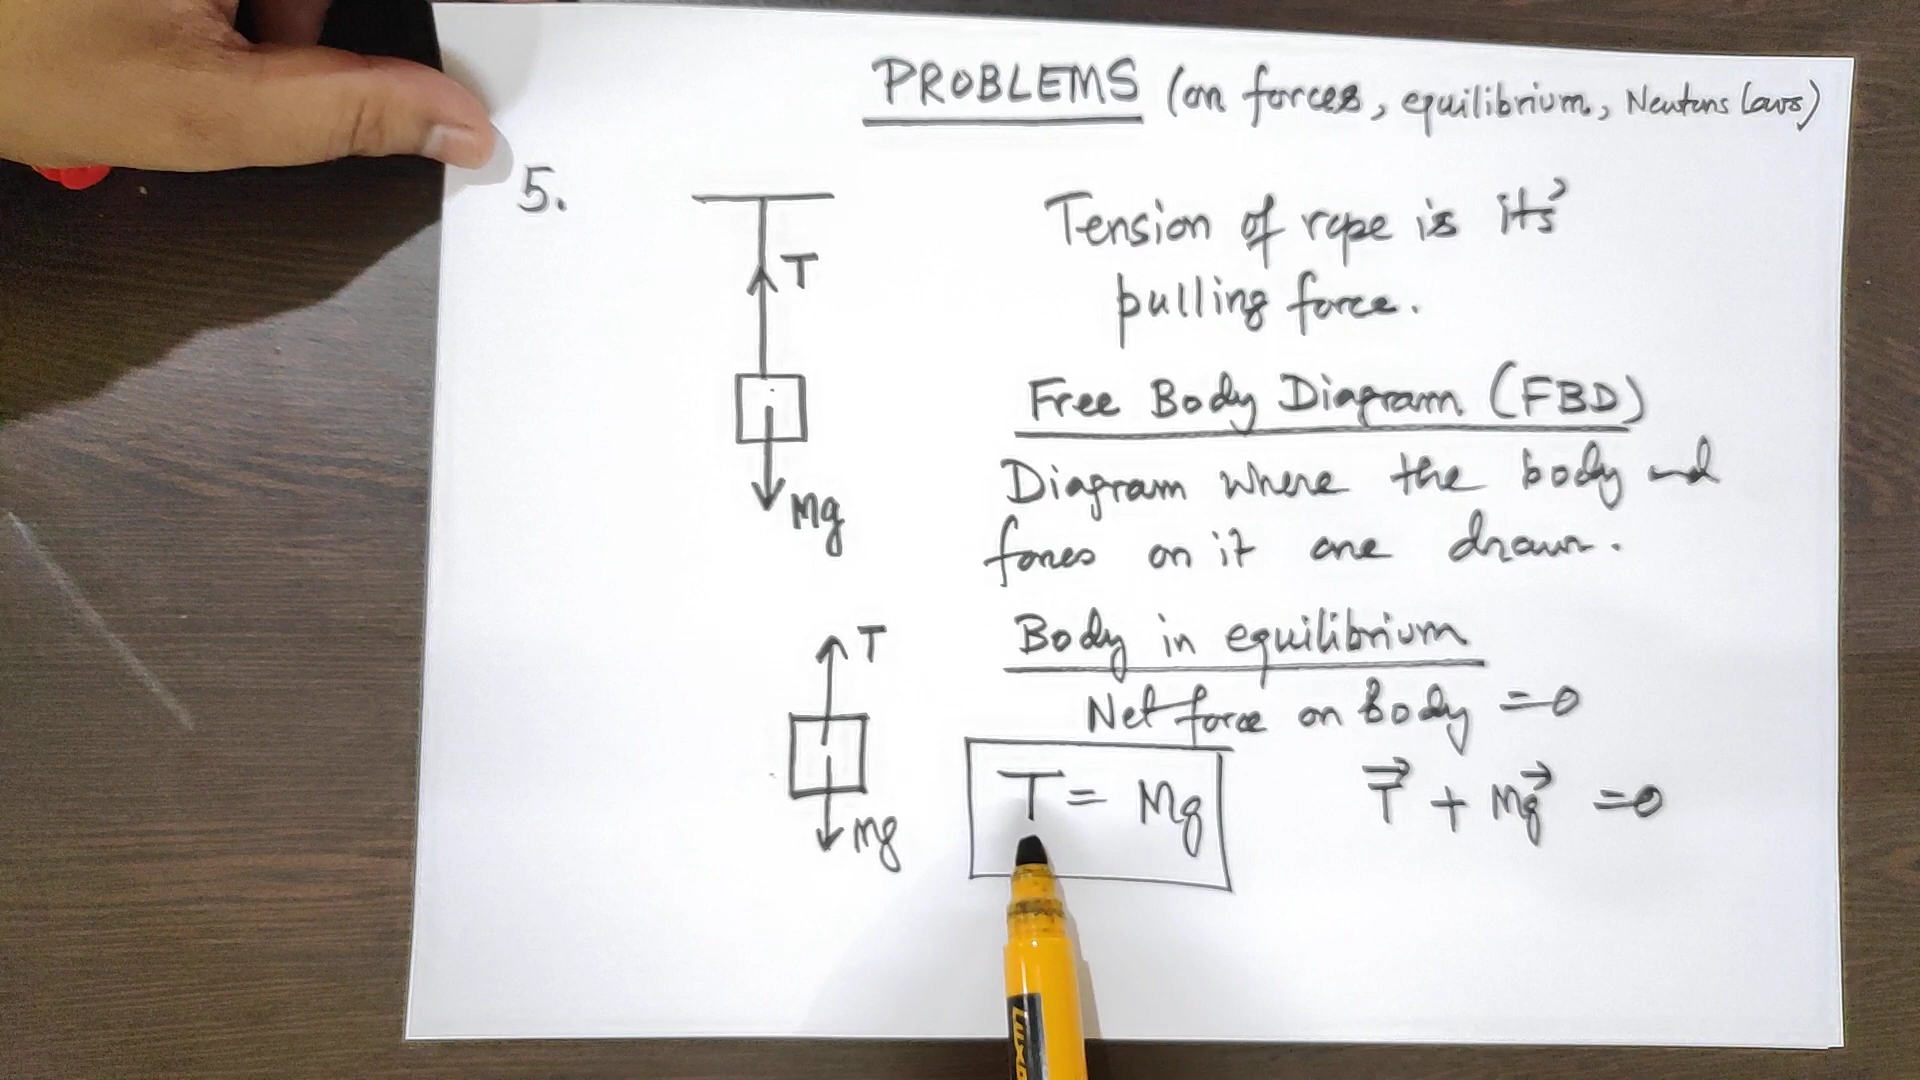 PROBLEMS (on forces, equilibrium, Newtons Laws)
5.
T
Mg
Tension of rope is its'
pulling force.
Free Body Diagram (FBD)
Diagram where the body and
forces on it are drawn.
T
Mg
Body in equilibrium
Net force on Body =0
T = Mg
T⃗ + Mg⃗ =0